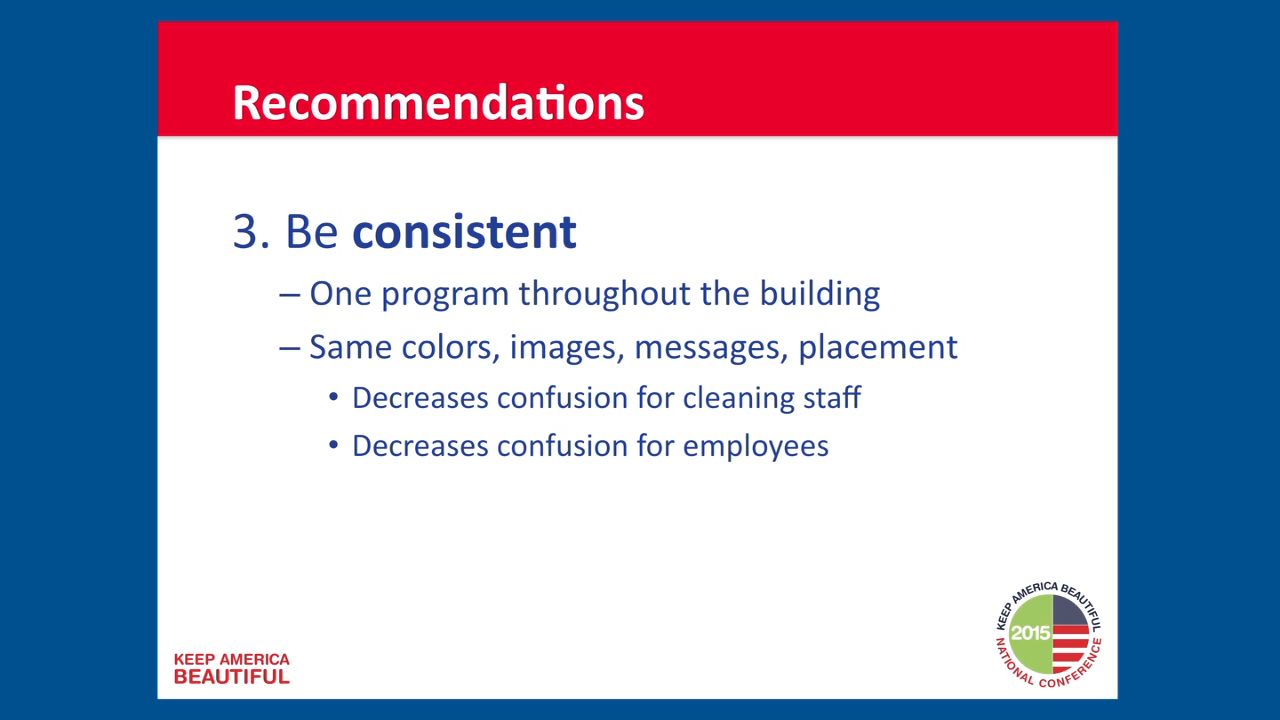 Recommendations
3. Be consistent
– One program throughout the building
– Same colors, images, messages, placement
• Decreases confusion for cleaning staff
• Decreases confusion for employees
KEEP AMERICA
BEAUTIFUL
KEEP AMERICA BEAUTIFUL
2015
NATIONAL CONFERENCE